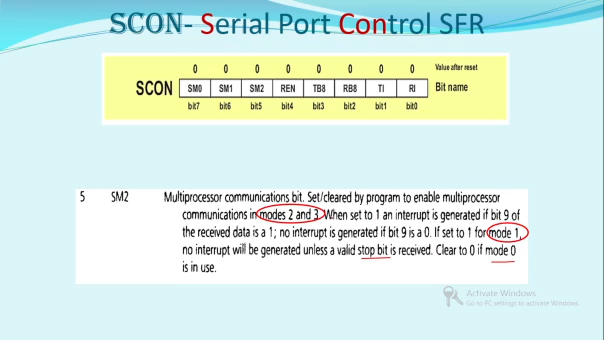 SCON- Serial Port Control SFR
0 0 0 0 0 0 0 0 Value after reset
SCON SM0 SM1 SM2 REN TB8 RB8 TI RI Bit name
bit7 bit6 bit5 bit4 bit3 bit2 bit1 bit0
5 SM2 Multiprocessor communications bit. Set/cleared by program to enable multiprocessor
communications in modes 2 and 3. When set to 1 an interrupt is generated if bit 9 of
the received data is a 1; no interrupt is generated if bit 9 is a 0. If set to 1 for mode 1,
no interrupt will be generated unless a valid stop bit is received. Clear to 0 if mode 0
is in use.
Activate Windows
Go to PC settings to activate Windows.